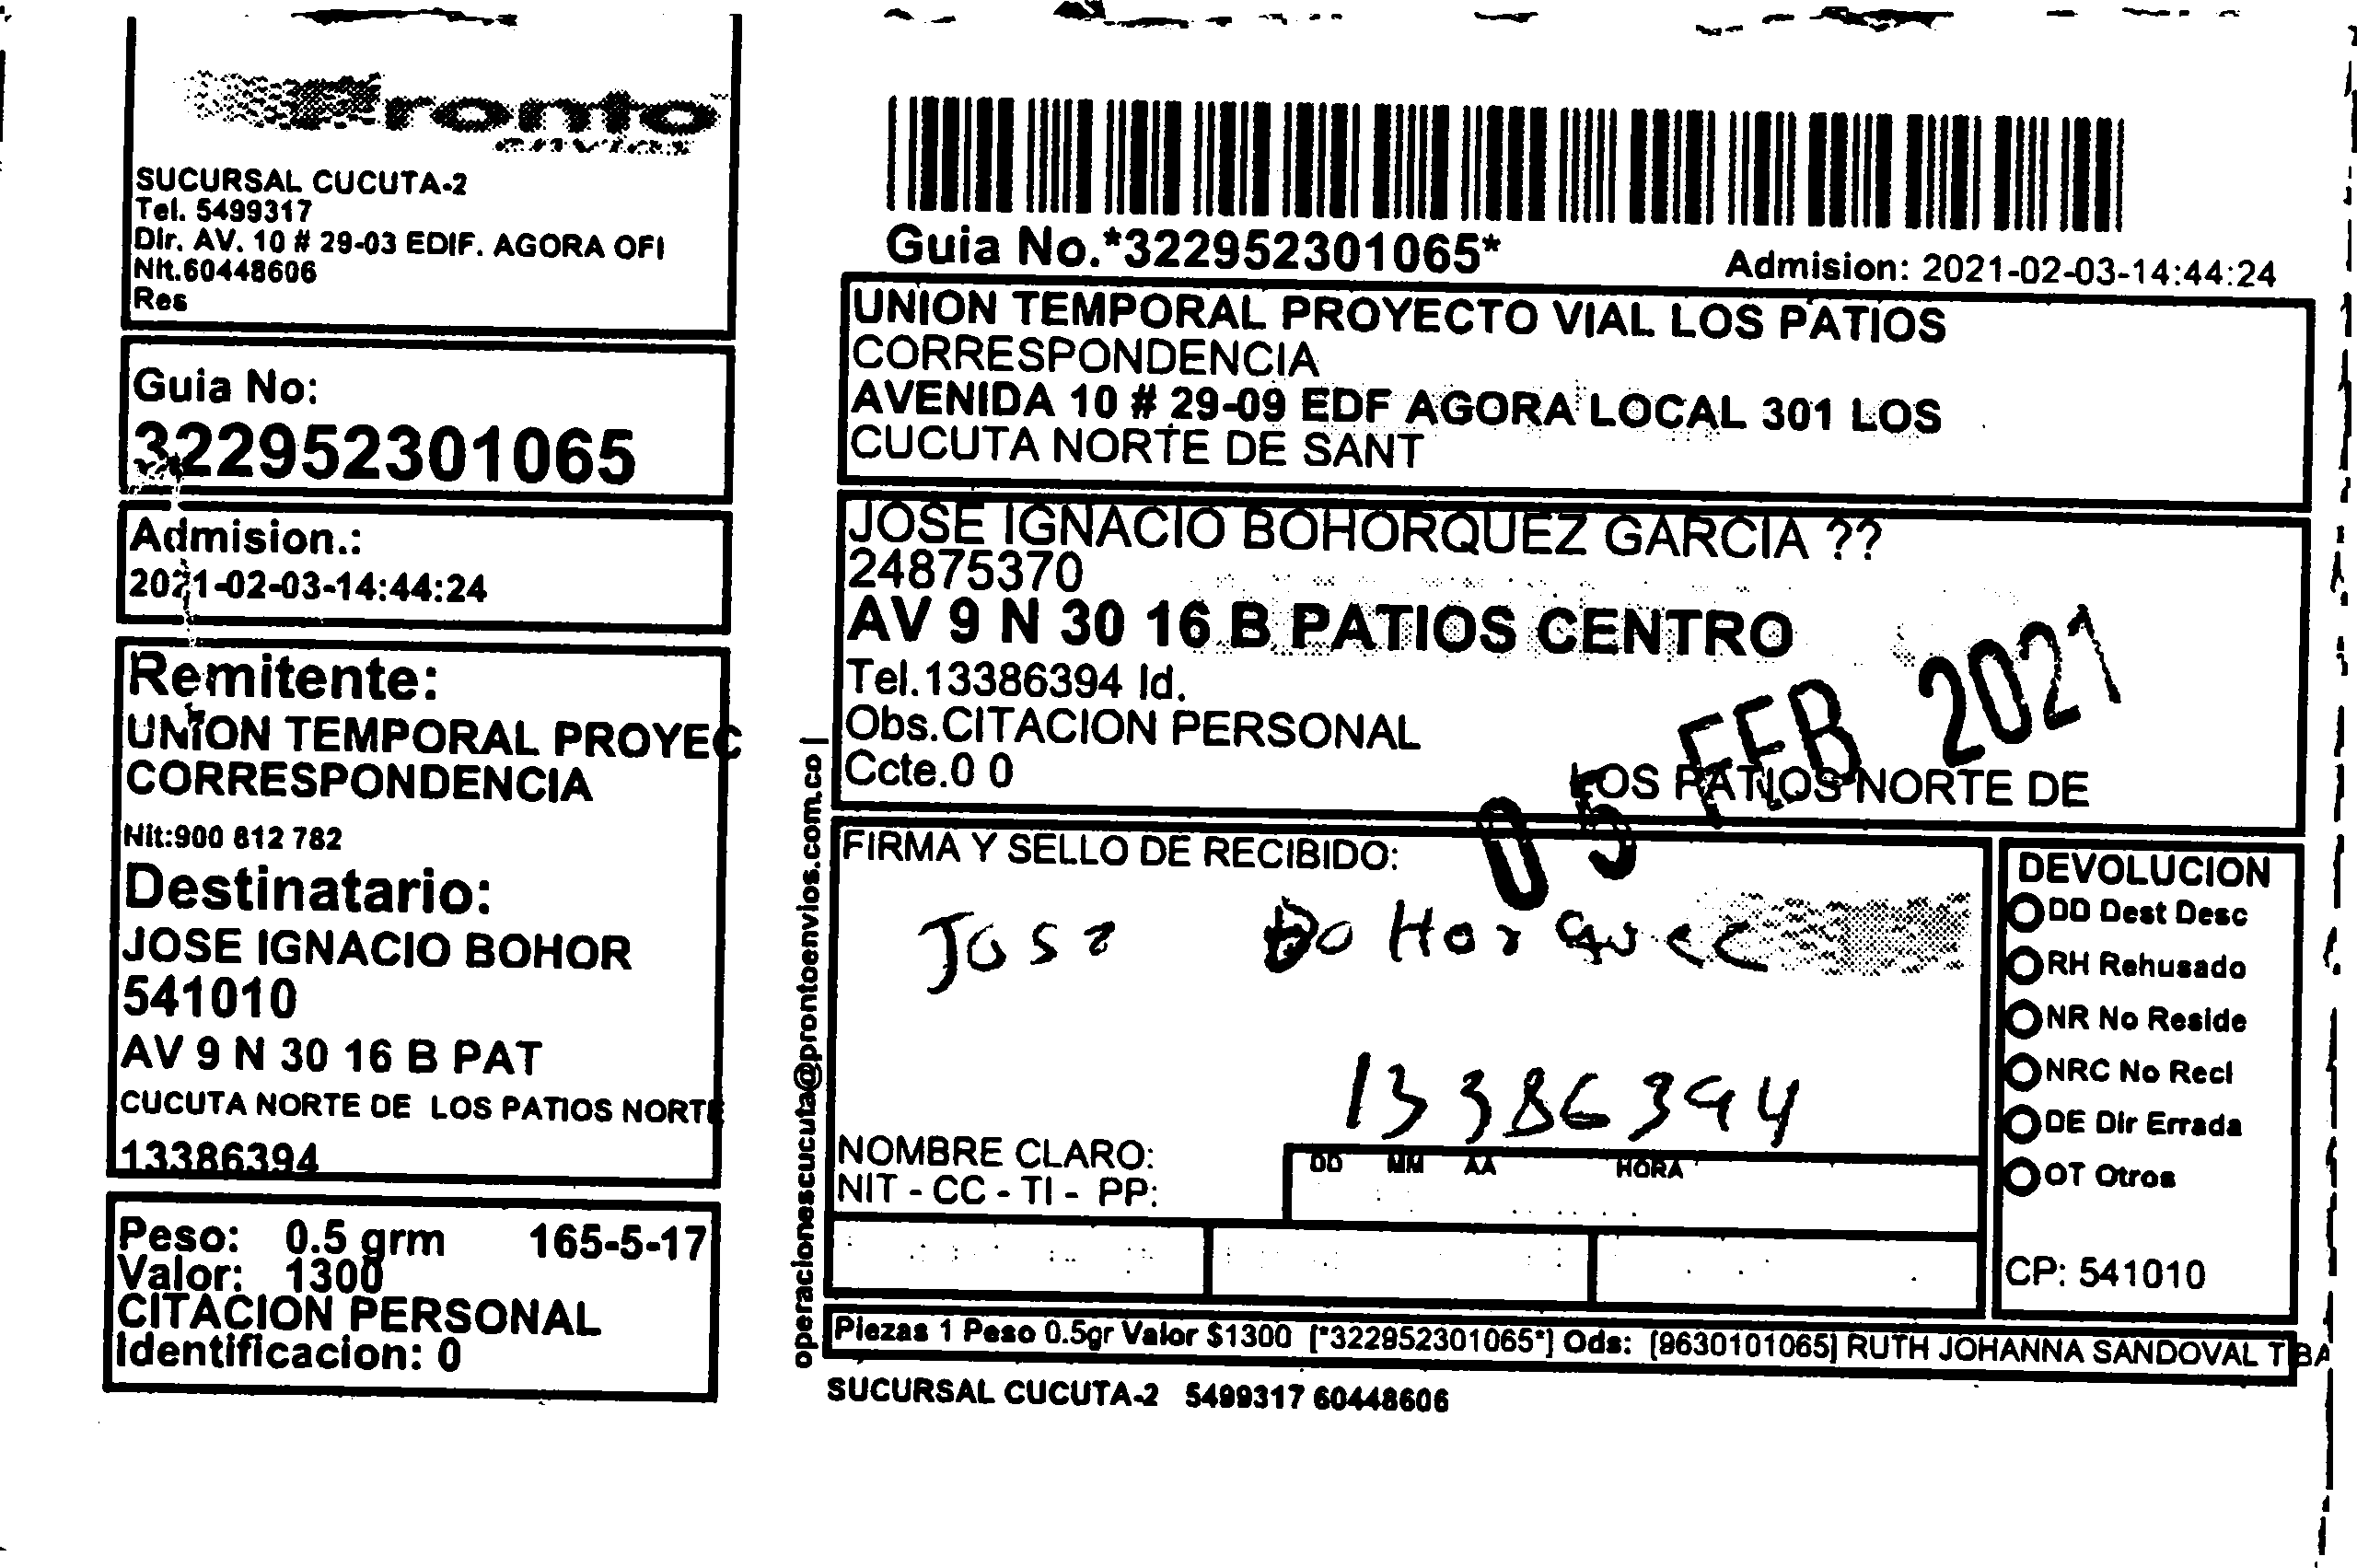 Pronto
envios
SUCURSAL CUCUTA-2
Tel. 5499317
Dir. AV. 10 # 29-03 EDIF. AGORA OFI
Nit.60448606
Res
Guia No:
322952301065
Admision.:
2021-02-03-14:44:24
Remitente:
UNION TEMPORAL PROYEC
CORRESPONDENCIA
Nit:900 812 782
Destinatario:
JOSE IGNACIO BOHOR
541010
AV 9 N 30 16 B PAT
CUCUTA NORTE DE LOS PATIOS NORTE
13386394
Peso: 0.5 grm 165-5-17
Valor: 1300
CITACION PERSONAL
Identificacion: 0
operacionescucuta@prontoenvios.com.co |
Guia No.*322952301065*
Admision: 2021-02-03-14:44:24
UNION TEMPORAL PROYECTO VIAL LOS PATIOS
CORRESPONDENCIA
AVENIDA 10 # 29-09 EDF AGORA LOCAL 301 LOS
CUCUTA NORTE DE SANT
JOSE IGNACIO BOHORQUEZ GARCIA ??
24875370
AV 9 N 30 16 B PATIOS CENTRO
Tel.13386394 Id.
Obs.CITACION PERSONAL
Ccte.0 0
LOS PATIOS NORTE DE
05 FEB 2021
FIRMA Y SELLO DE RECIBIDO:
Jose Bohorquez
13386394
NOMBRE CLARO:
NIT - CC - TI - PP:
DD MM AA HORA
DEVOLUCION
DD Dest Desc
RH Rehusado
NR No Reside
NRC No Recl
DE Dir Errada
OT Otros
CP: 541010
Piezas 1 Peso 0.5gr Valor $1300 [*322952301065*] Ods: [9630101065] RUTH JOHANNA SANDOVAL TIBA
SUCURSAL CUCUTA-2 5499317 60448606